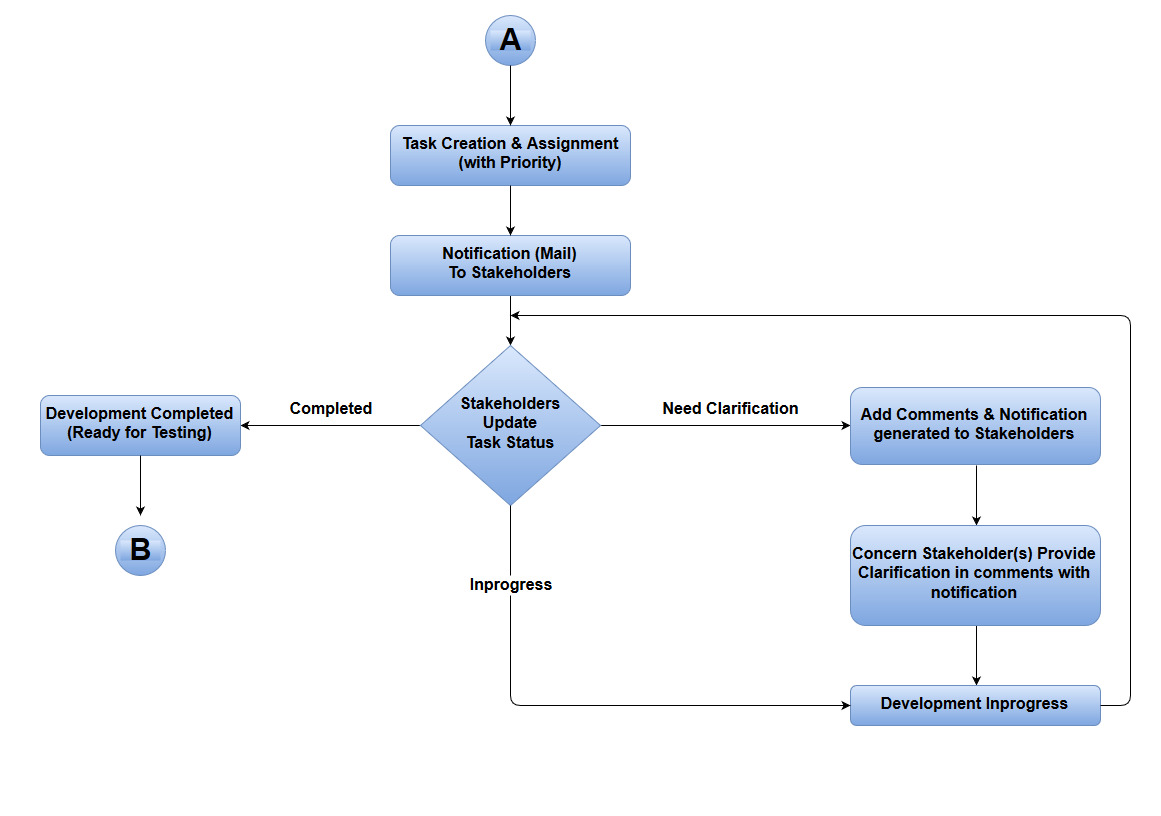 A
Task Creation & Assignment
(with Priority)
Notification (Mail)
To Stakeholders
Stakeholders
Update
Task Status
Completed
Need Clarification
Development Completed
(Ready for Testing)
Add Comments & Notification
generated to Stakeholders
B
Inprogress
Concern Stakeholder(s) Provide
Clarification in comments with
notification
Development Inprogress